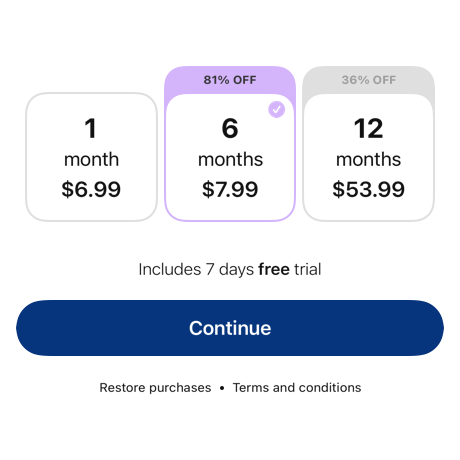 81% OFF
36% OFF
1
month
$6.99
6
months
$7.99
12
months
$53.99
Includes 7 days free trial
Continue
Restore purchases • Terms and conditions